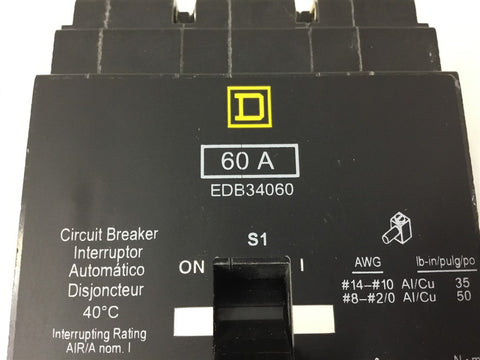 D
60 A
EDB34060
S1
ON I
Circuit Breaker
Interruptor
Automático
Disjoncteur
40°C
Interrupting Rating
AIR/A nom. I
AWG lb-in/pulg/po
#14–#10 Al/Cu 35
#8–#2/0 Al/Cu 50